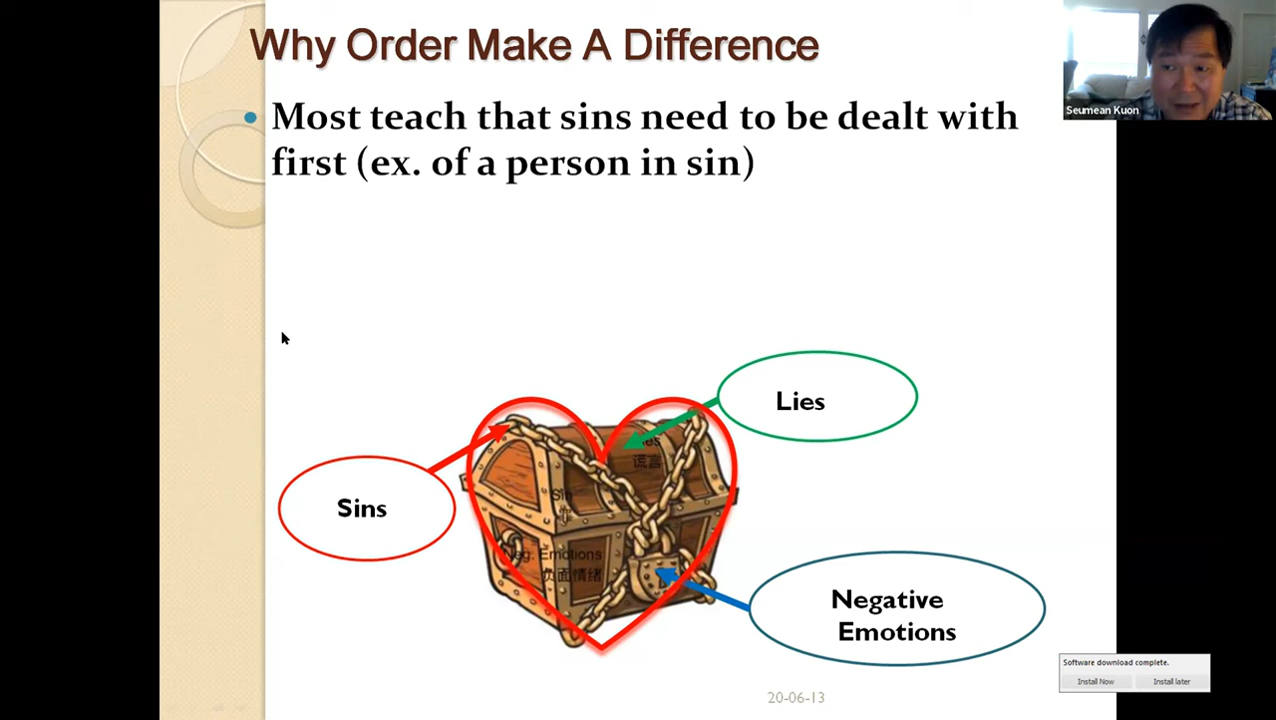 Why Order Make A Difference
Seumean Kuon
• Most teach that sins need to be dealt with
first (ex. of a person in sin)
Lies
谎言
Sins
Sin
Neg. Emotions
负面情绪
Negative
Emotions
Software download complete.
Install Now Install later
20-06-13